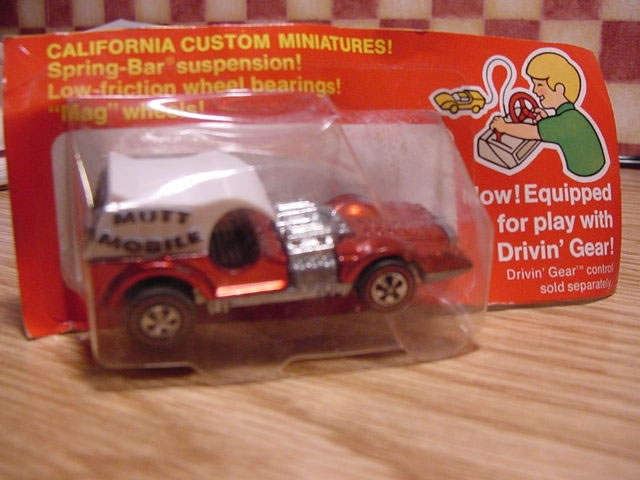 CALIFORNIA CUSTOM MINIATURES!
Spring-Bar® suspension!
Low-friction wheel bearings!
"Mag" wheels!
MUTT
MOBILE
Now! Equipped
for play with
Drivin' Gear!
Drivin' Gear™ control
sold separately.